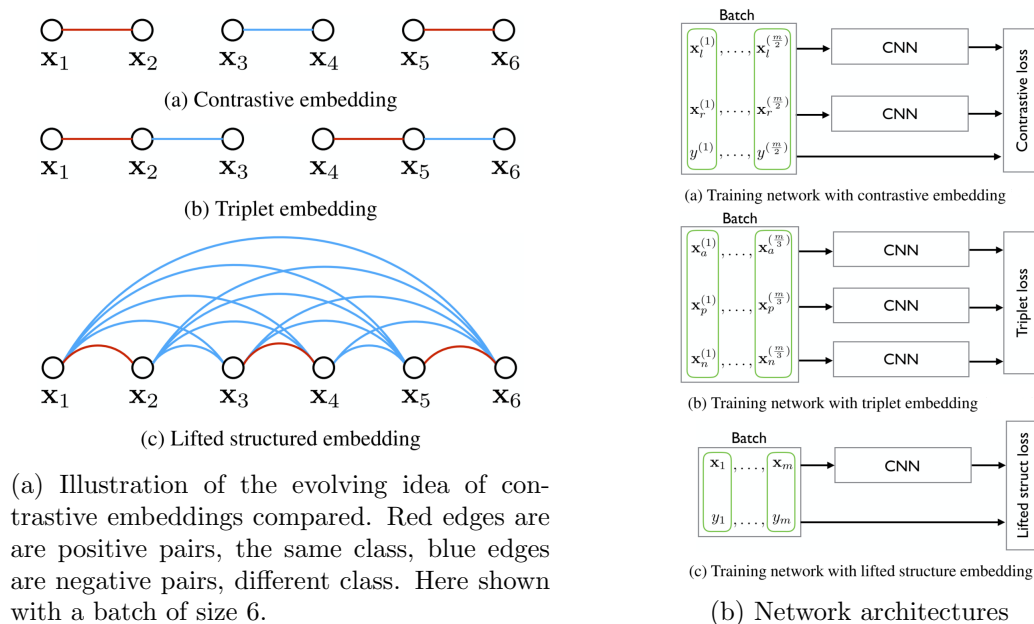 x₁ x₂ x₃ x₄ x₅ x₆
(a) Contrastive embedding
x₁ x₂ x₃ x₄ x₅ x₆
(b) Triplet embedding
x₁ x₂ x₃ x₄ x₅ x₆
(c) Lifted structured embedding
(a) Illustration of the evolving idea of con-
trastive embeddings compared. Red edges are
are positive pairs, the same class, blue edges
are negative pairs, different class. Here shown
with a batch of size 6.
Batch
x_l^{(1)} , . . . , x_l^{(m/2)} CNN
x_r^{(1)} , . . . , x_r^{(m/2)} CNN
y^{(1)} , . . . , y^{(m/2)}
Contrastive loss
(a) Training network with contrastive embedding
Batch
x_a^{(1)} , . . . , x_a^{(m/3)} CNN
x_p^{(1)} , . . . , x_p^{(m/3)} CNN
x_n^{(1)} , . . . , x_n^{(m/3)} CNN
Triplet loss
(b) Training network with triplet embedding
Batch
x₁ , . . . , x_m CNN
y₁ , . . . , y_m
Lifted struct loss
(c) Training network with lifted structure embedding
(b) Network architectures